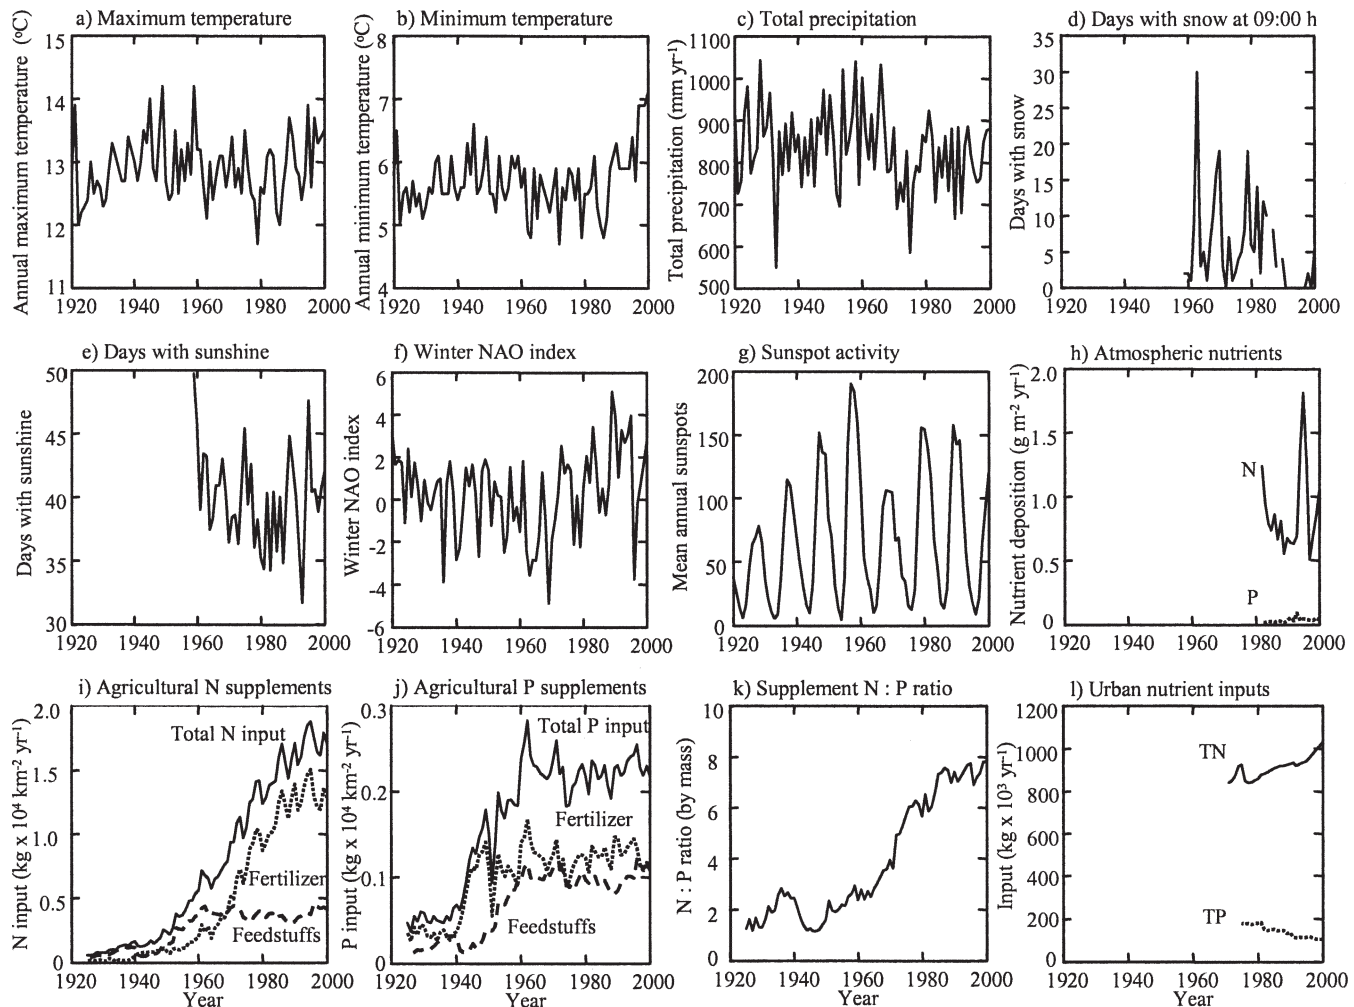 a) Maximum temperature
b) Minimum temperature
c) Total precipitation
d) Days with snow at 09:00 h
Annual maximum temperature (°C)
15
14
13
12
11
1920 1940 1960 1980 2000
Annual minimum temperature (°C)
8
7
6
5
4
1920 1940 1960 1980 2000
Total precipitation (mm yr⁻¹)
1100
1000
900
800
700
600
500
1920 1940 1960 1980 2000
Days with snow
35
30
25
20
15
10
5
0
1920 1940 1960 1980 2000
e) Days with sunshine
f) Winter NAO index
g) Sunspot activity
h) Atmospheric nutrients
Days with sunshine
50
45
40
35
30
1920 1940 1960 1980 2000
Winter NAO index
6
4
2
0
-2
-4
-6
1920 1940 1960 1980 2000
Mean annual sunspots
200
150
100
50
0
1920 1940 1960 1980 2000
Nutrient deposition (g m⁻² yr⁻¹)
2.0
1.5
1.0
0.5
0
N
P
1920 1940 1960 1980 2000
i) Agricultural N supplements
j) Agricultural P supplements
k) Supplement N : P ratio
l) Urban nutrient inputs
N input (kg x 10⁴ km⁻² yr⁻¹)
2.0
1.5
1.0
0.5
0
Total N input
Fertilizer
Feedstuffs
1920 1940 1960 1980 2000
Year
P input (kg x 10⁴ km⁻² yr⁻¹)
0.3
0.2
0.1
0
Total P input
Fertilizer
Feedstuffs
1920 1940 1960 1980 2000
Year
N : P ratio (by mass)
10
8
6
4
2
0
1920 1940 1960 1980 2000
Year
Input (kg x 10³ yr⁻¹)
1200
1000
800
600
400
200
0
TN
TP
1920 1940 1960 1980 2000
Year